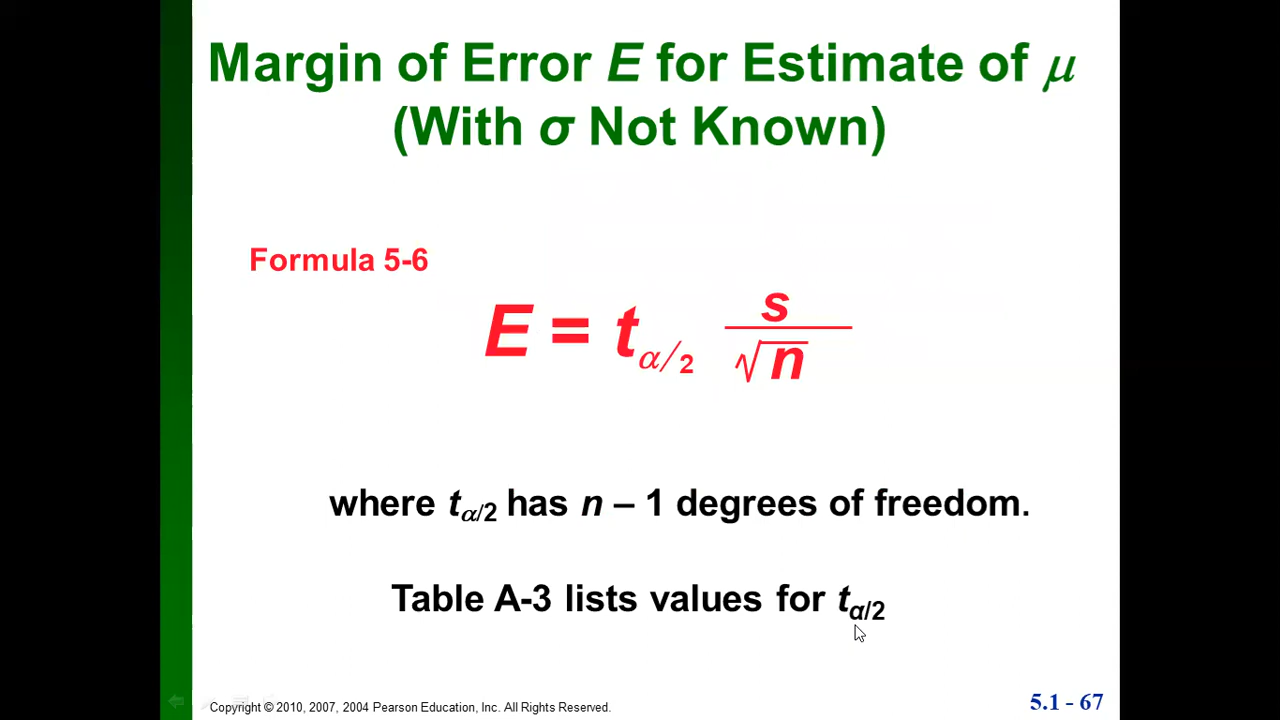 Margin of Error E for Estimate of μ
(With σ Not Known)
Formula 5-6
E = t α/2 s / √n
where tα/2 has n – 1 degrees of freedom.
Table A-3 lists values for tα/2
Copyright © 2010, 2007, 2004 Pearson Education, Inc. All Rights Reserved.
5.1 - 67